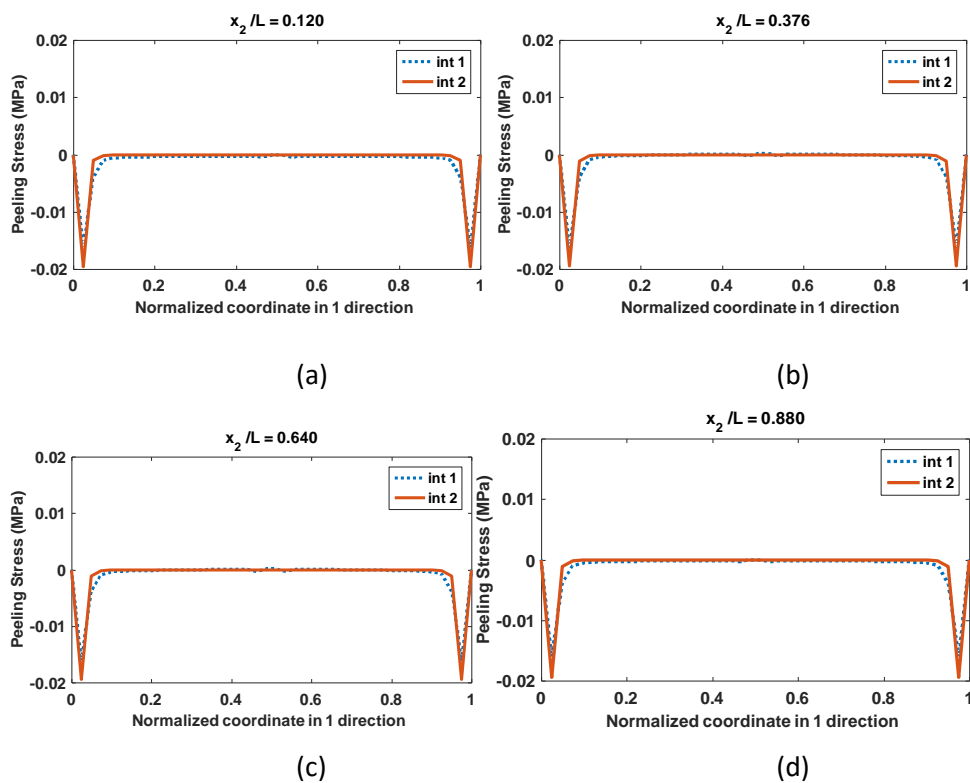 x2/L = 0.120
0.02
0.01
0
-0.01
-0.02
Peeling Stress (MPa)
int 1
int 2
0 0.2 0.4 0.6 0.8 1
Normalized coordinate in 1 direction
(a)
x2/L = 0.376
0.02
0.01
0
-0.01
-0.02
Peeling Stress (MPa)
int 1
int 2
0 0.2 0.4 0.6 0.8 1
Normalized coordinate in 1 direction
(b)
x2/L = 0.640
0.02
0.01
0
-0.01
-0.02
Peeling Stress (MPa)
int 1
int 2
0 0.2 0.4 0.6 0.8 1
Normalized coordinate in 1 direction
(c)
x2/L = 0.880
0.02
0.01
0
-0.01
-0.02
Peeling Stress (MPa)
int 1
int 2
0 0.2 0.4 0.6 0.8 1
Normalized coordinate in 1 direction
(d)